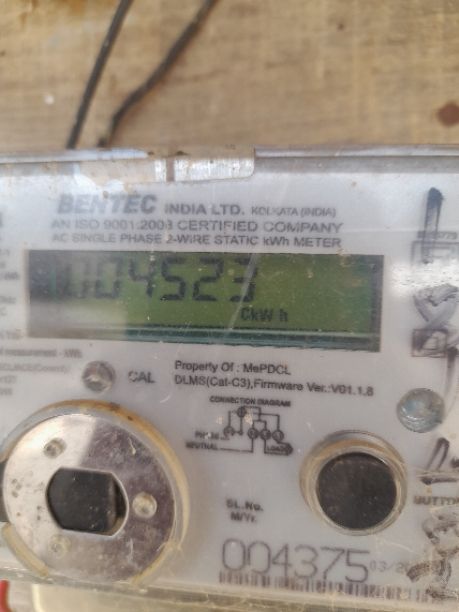 BENTEC INDIA LTD. KOLKATA (INDIA)
AN ISO 9001:2008 CERTIFIED COMPANY
AC SINGLE PHASE 2-WIRE STATIC kWh METER
004523
CkW h
CAL
Property Of : MePDCL
DLMS(Cat-C3),Firmware Ver.:V01.1.8
CONNECTION DIAGRAM
PHASE
NEUTRAL
LOAD
SL.No.
M/Yr.
BUTTON
004375